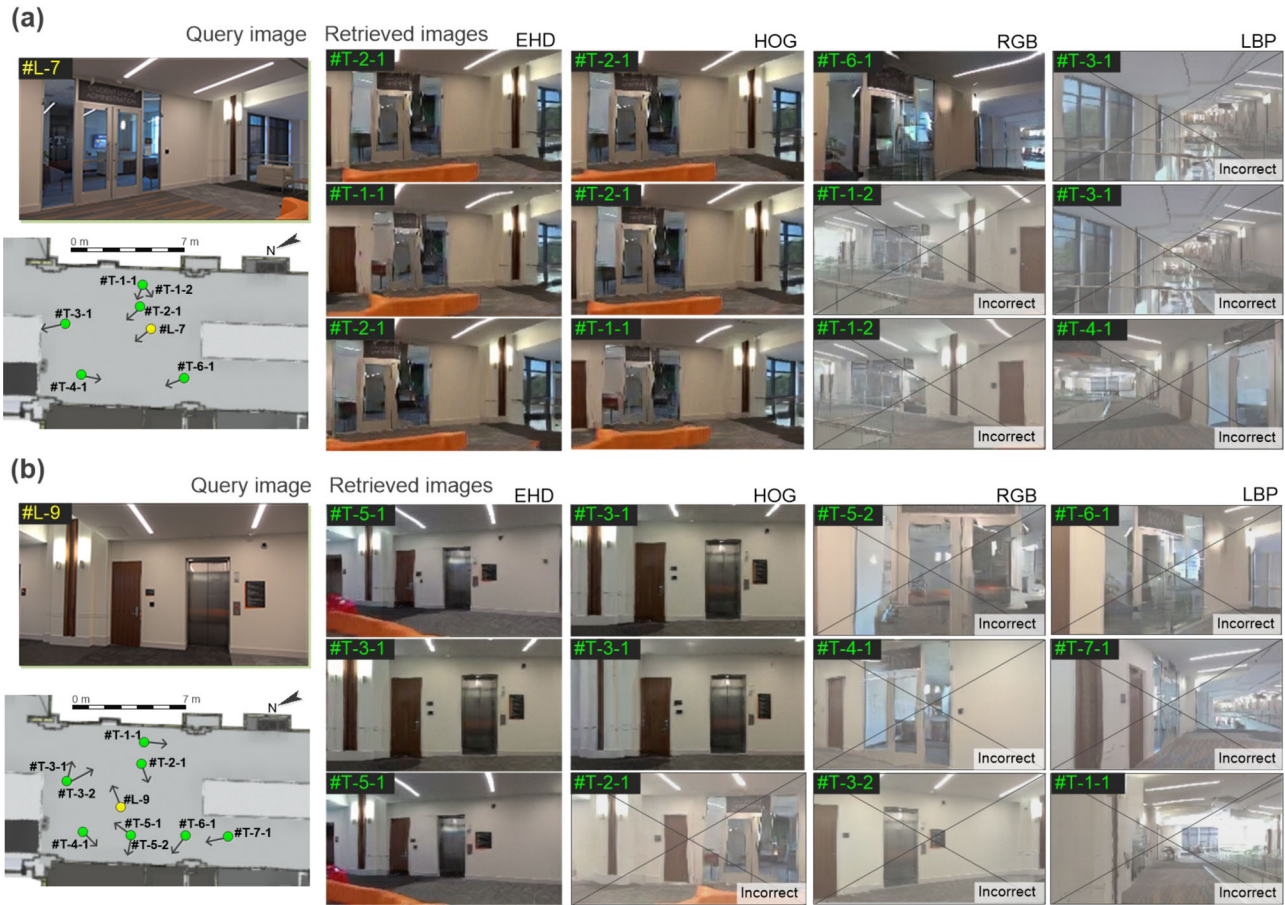 (a)
Query image
Retrieved images
EHD
HOG
RGB
LBP
#L-7
STUDENT UNION
ADMINISTRATION
#T-2-1
#T-2-1
#T-6-1
#T-3-1
Incorrect
#T-1-1
#T-2-1
#T-1-2
Incorrect
#T-3-1
Incorrect
#T-2-1
#T-1-1
#T-1-2
Incorrect
#T-4-1
Incorrect
0 m
7 m
N
#T-1-1
#T-1-2
#T-2-1
#T-3-1
#L-7
#T-4-1
#T-6-1
(b)
Query image
Retrieved images
EHD
HOG
RGB
LBP
#L-9
#T-5-1
#T-3-1
#T-5-2
Incorrect
#T-6-1
Incorrect
#T-3-1
#T-3-1
#T-4-1
Incorrect
#T-7-1
Incorrect
#T-5-1
#T-2-1
Incorrect
#T-3-2
Incorrect
#T-1-1
Incorrect
0 m
7 m
N
#T-1-1
#T-2-1
#T-3-1
#T-3-2
#L-9
#T-5-1
#T-6-1
#T-4-1
#T-5-2
#T-7-1